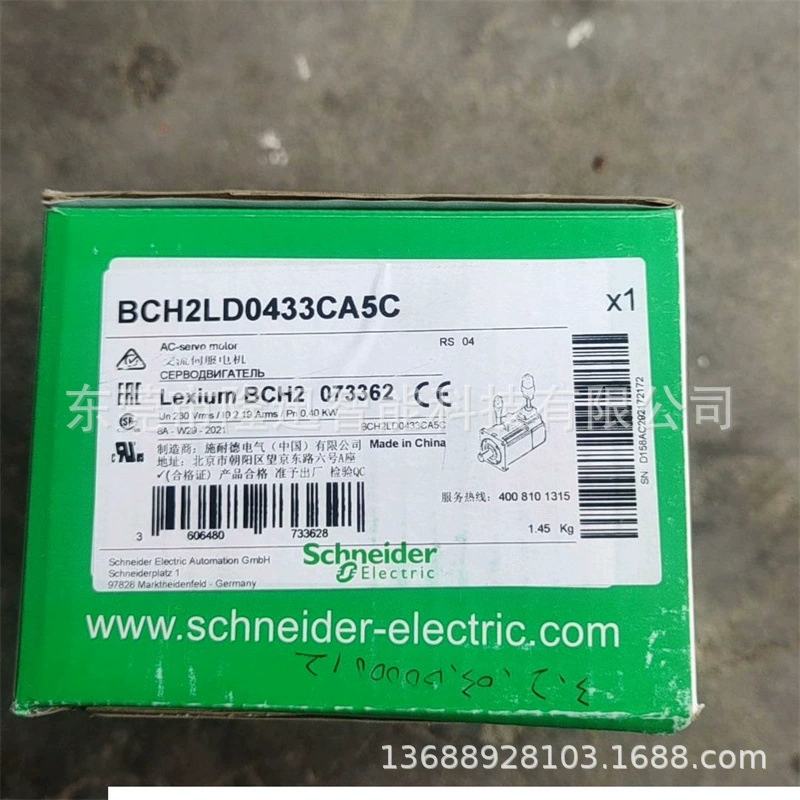 BCH2LD0433CA5C
x1
AC-servo motor
RS 04
交流伺服电机
СЕРВОДВИГАТЕЛЬ
EAC
Lexium BCH2 073362 CE
Un 230 Vrms / I0 2.19 Arms / Pn 0.40 KW
8A - W29 - 2021
BCH2LD0433CA5C
Made in China
制造商: 施耐德电气(中国)有限公司
地址: 北京市朝阳区望京东路六号A座
✓(合格证) 产品合格 准予出厂 检验QC
服务热线: 400 810 1315
3 606480 733628
1.45 Kg
SN D158AC292172172
Schneider Electric Automation GmbH
Schneiderplatz 1
97828 Marktheidenfeld - Germany
Schneider
Electric
www.schneider-electric.com
13688928103.1688.com